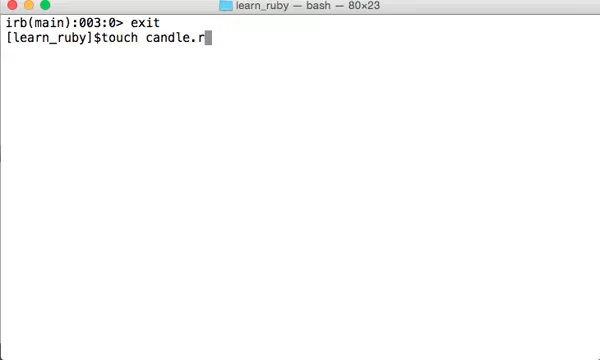 learn_ruby — bash — 80×23
irb(main):003:0> exit
[learn_ruby]$touch candle.r